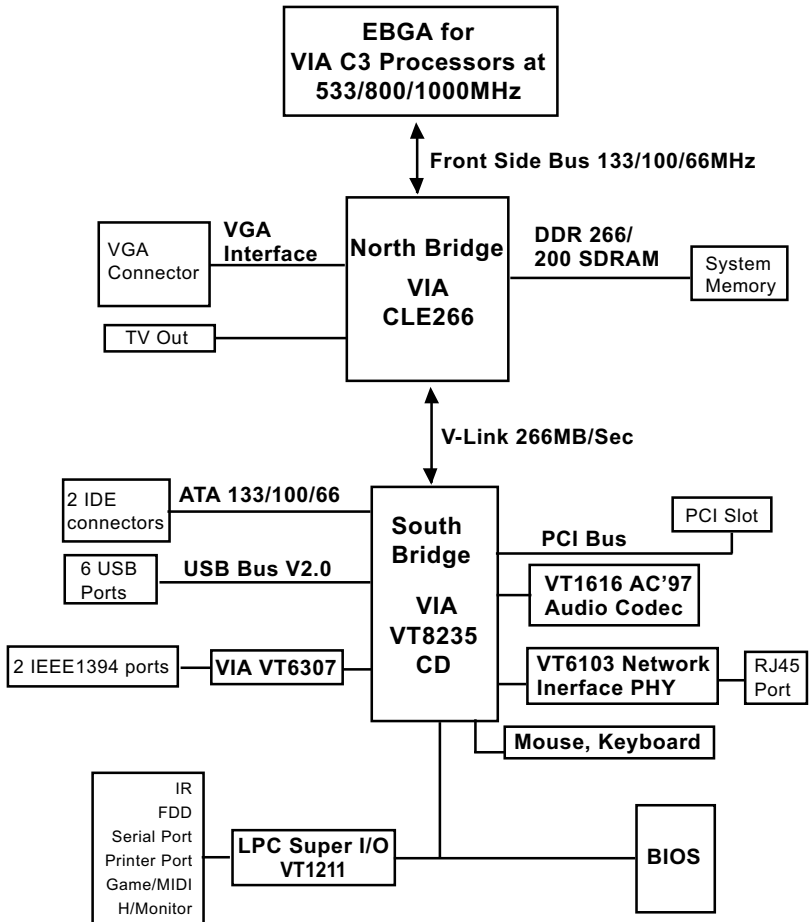 EBGA for
VIA C3 Processors at
533/800/1000MHz
Front Side Bus 133/100/66MHz
VGA
Connector
VGA
Interface
North Bridge
VIA
CLE266
DDR 266/
200 SDRAM
System
Memory
TV Out
V-Link 266MB/Sec
2 IDE
connectors
ATA 133/100/66
South
Bridge
VIA
VT8235
CD
PCI Bus
PCI Slot
6 USB
Ports
USB Bus V2.0
VT1616 AC’97
Audio Codec
2 IEEE1394 ports
VIA VT6307
VT6103 Network
Inerface PHY
RJ45
Port
Mouse, Keyboard
IR
FDD
Serial Port
Printer Port
Game/MIDI
H/Monitor
LPC Super I/O
VT1211
BIOS